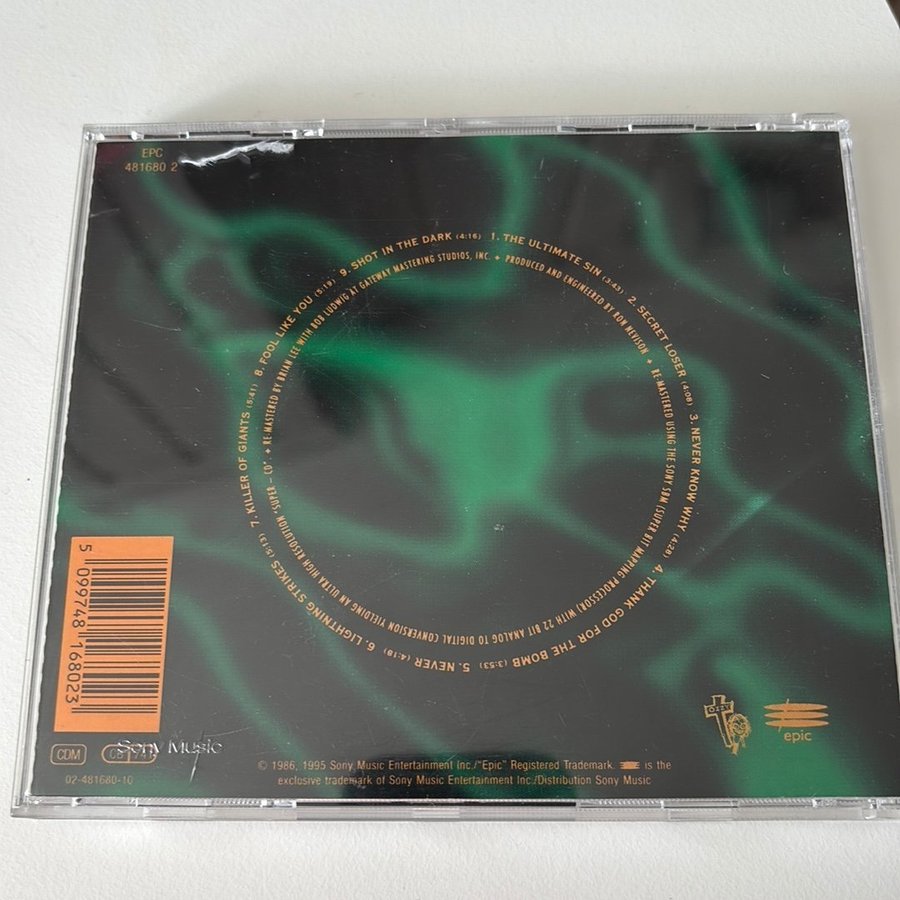 EPC
481680 2
1. THE ULTIMATE SIN (3:43) 2. SECRET LOSER (4:08) 3. NEVER KNOW WHY (4:28) 4. THANK GOD FOR THE BOMB (3:53) 5. NEVER (4:18) 6. LIGHTNING STRIKES (5:13) 7. KILLER OF GIANTS (5:41) 8. FOOL LIKE YOU (5:19) 9. SHOT IN THE DARK (4:16)
PRODUCED AND ENGINEERED BY RON NEVISON + RE-MASTERED USING THE SONY SBM (SUPER BIT MAPPING PROCESSOR) WITH 22 BIT ANALOG TO DIGITAL CONVERSION YIELDING AN ULTRA HIGH RESOLUTION "SUPER – CD". + RE-MASTERED BY BRIAN LEE WITH BOB LUDWIG AT GATEWAY MASTERING STUDIOS, INC. +
5 099748 168023
OZZY
epic
CDM
Sony Music
02-481680-10
© 1986, 1995 Sony Music Entertainment Inc./"Epic" Registered Trademark. is the
exclusive trademark of Sony Music Entertainment Inc./Distribution Sony Music